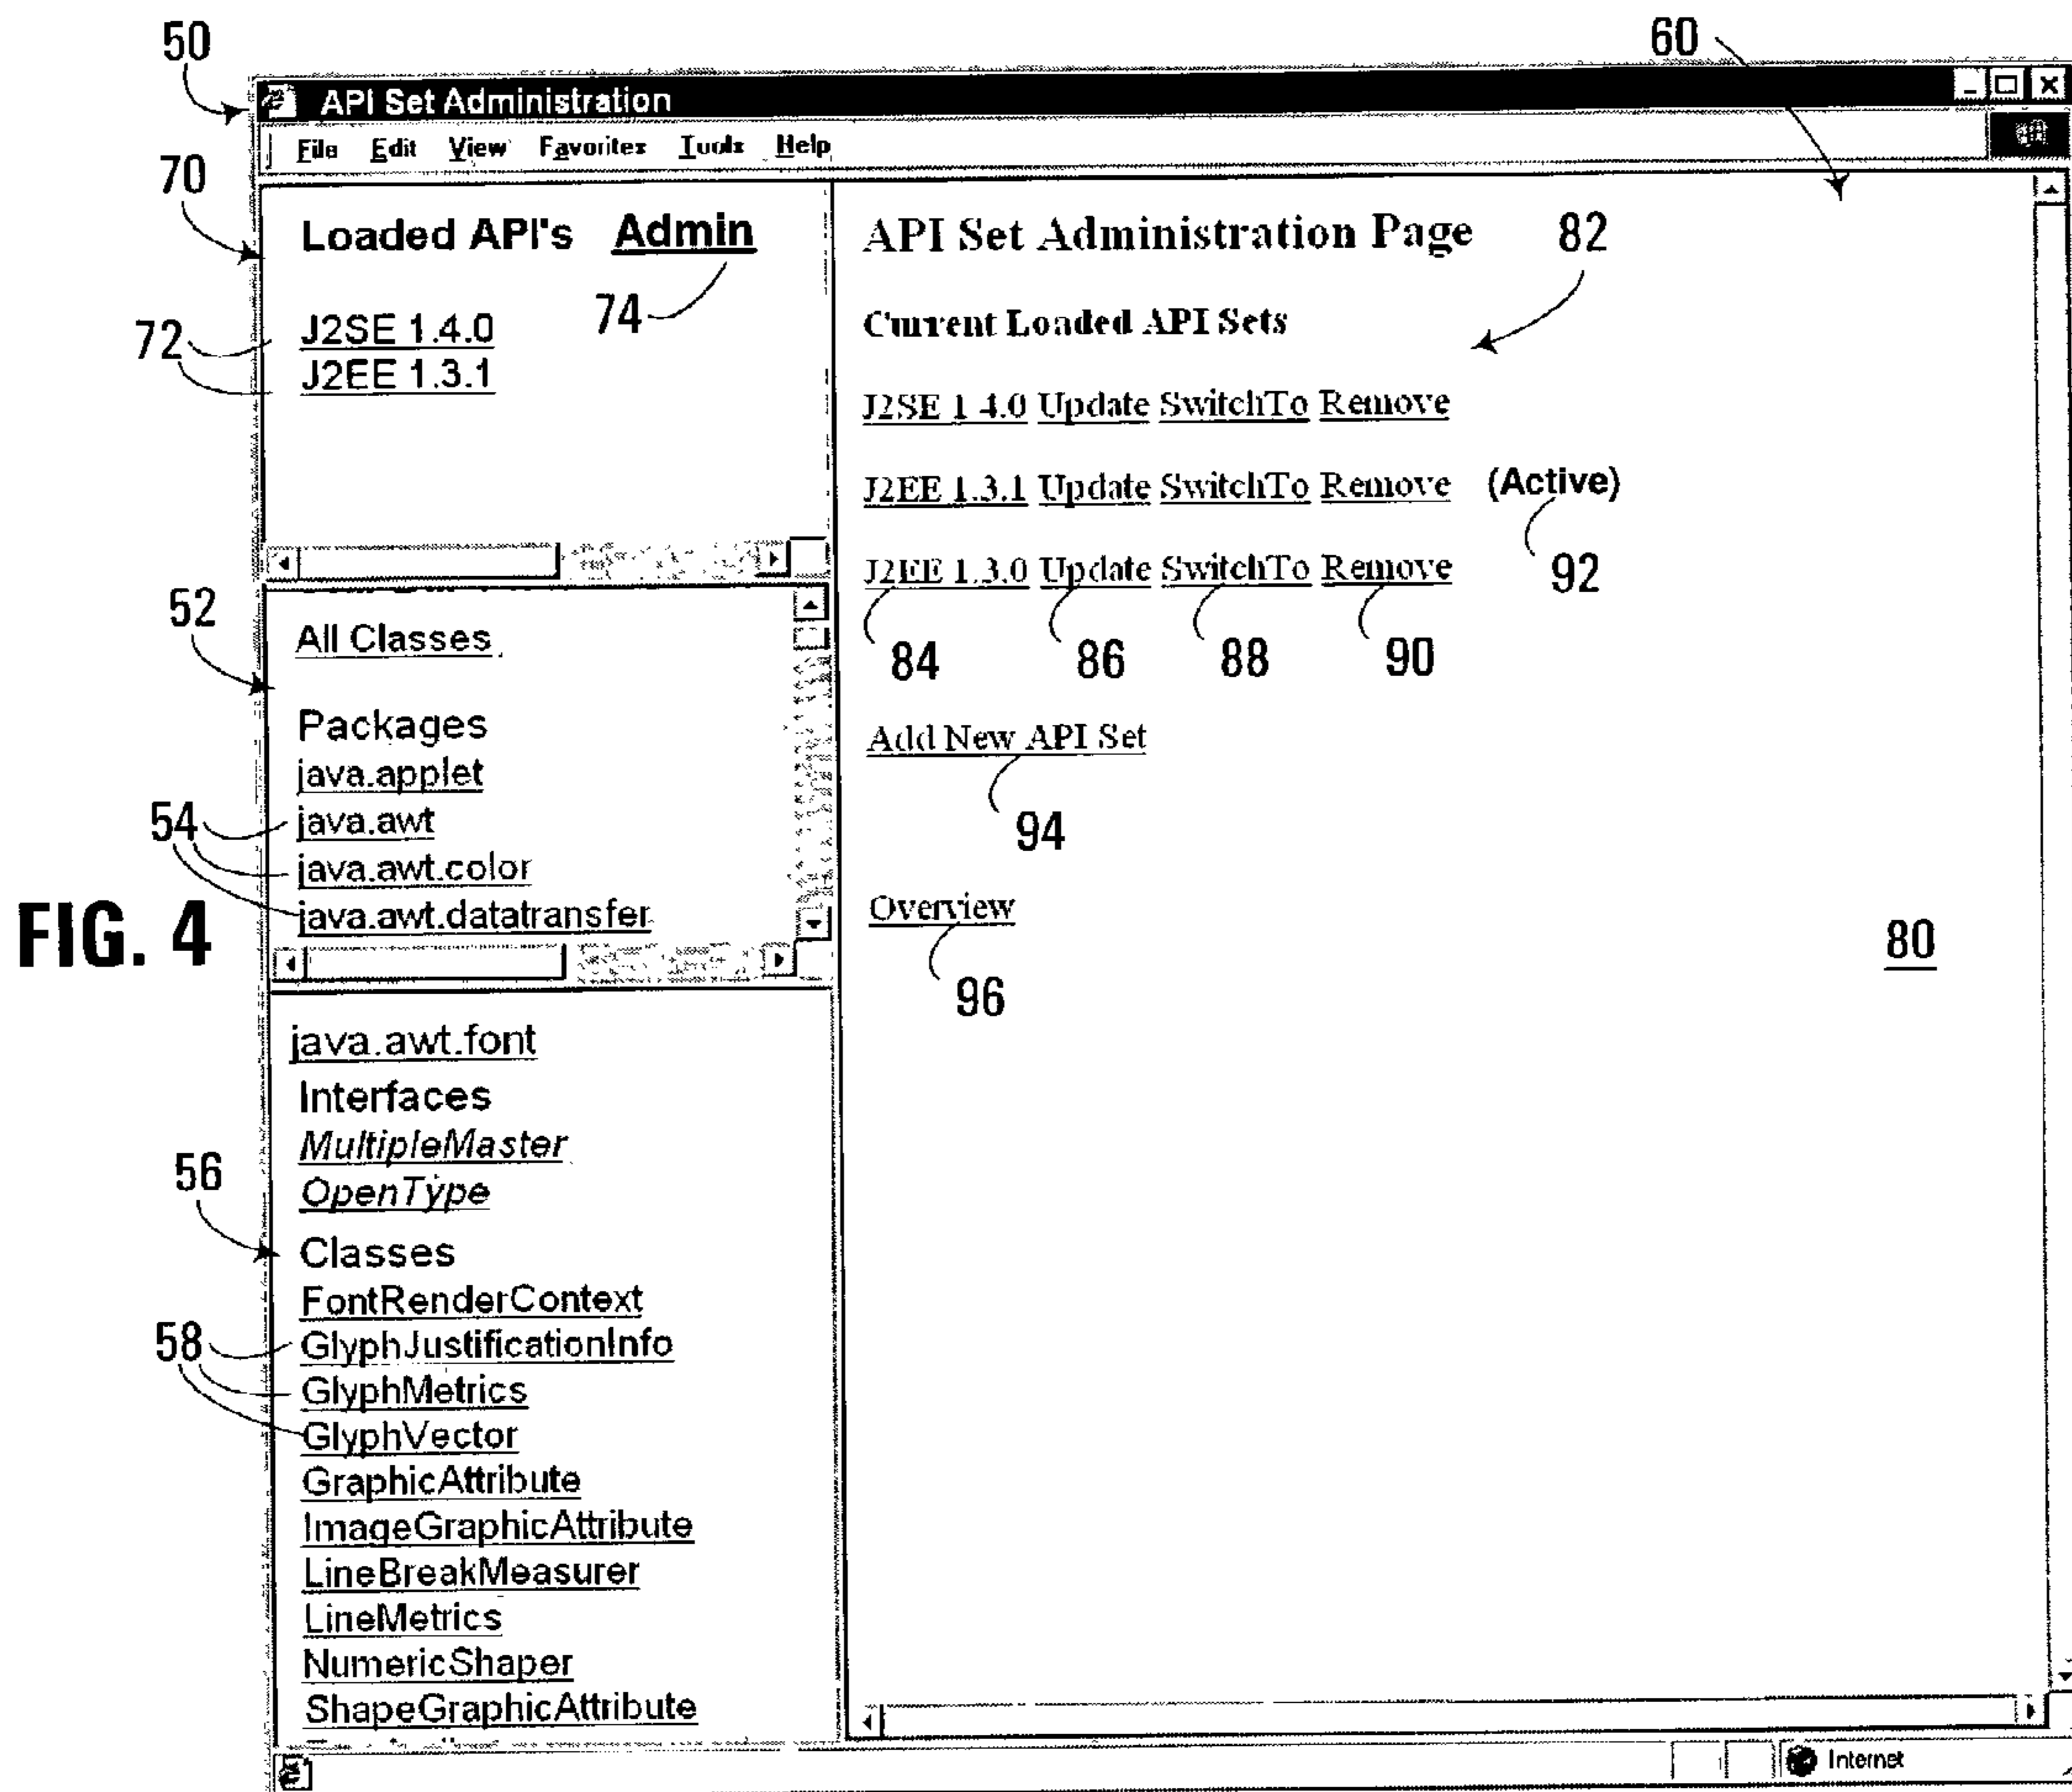 50
60
API Set Administration
File Edit View Favorites Tools Help
70
Loaded API's Admin
74
72
J2SE 1.4.0
J2EE 1.3.1
52
All Classes
Packages
java.applet
54
java.awt
java.awt.color
java.awt.datatransfer
FIG. 4
java.awt.font
Interfaces
MultipleMaster
OpenType
56
Classes
FontRenderContext
58
GlyphJustificationInfo
GlyphMetrics
GlyphVector
GraphicAttribute
ImageGraphicAttribute
LineBreakMeasurer
LineMetrics
NumericShaper
ShapeGraphicAttribute
API Set Administration Page
82
Current Loaded API Sets
J2SE 1 4.0 Update SwitchTo Remove
J2EE 1.3.1 Update SwitchTo Remove (Active)
92
J2EE 1.3.0 Update SwitchTo Remove
84 86 88 90
Add New API Set
94
Overview
96
80
Internet